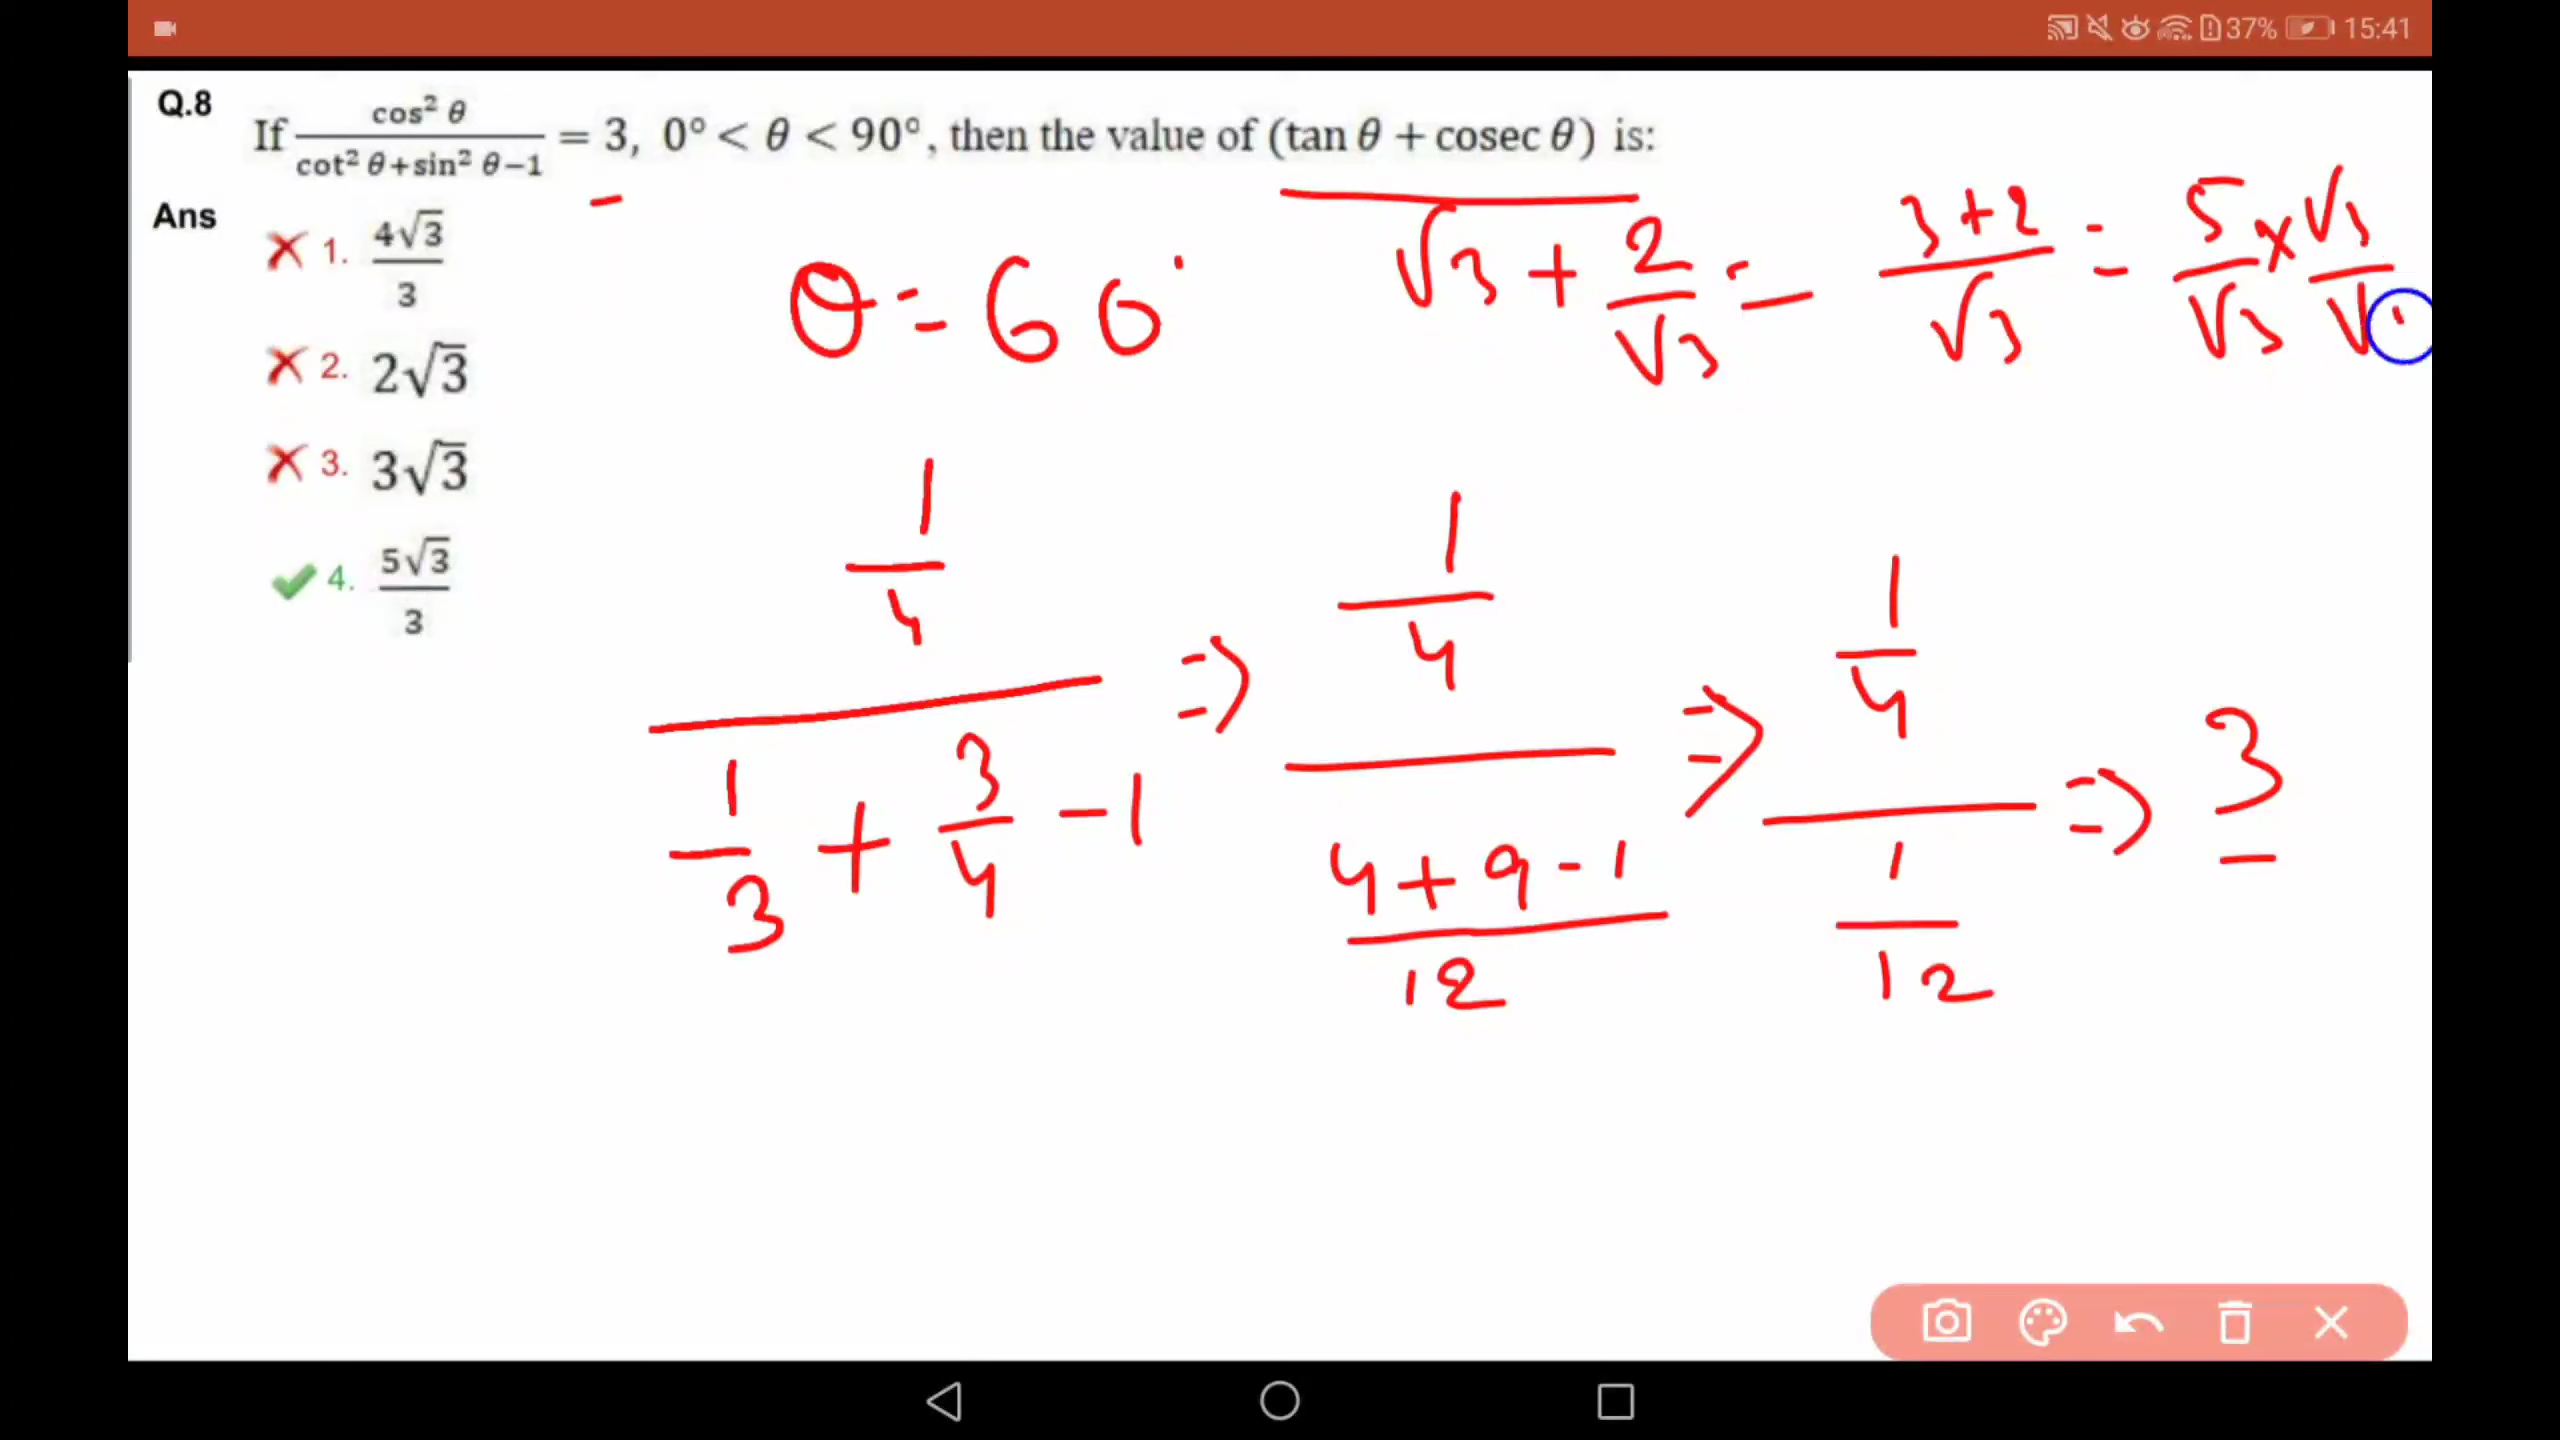 37% 15:41
Q.8 If cos² θ / cot² θ+sin² θ−1 = 3, 0° < θ < 90°, then the value of (tan θ + cosec θ) is:
Ans
1. 4√3 / 3
2. 2√3
3. 3√3
4. 5√3 / 3
θ = 60°
√3 + 2/√3 = 3+2/√3 = 5/√3 × √3/√
1/4 / 1/3 + 3/4 - 1 ⇒ 1/4 / 4+9-1/12 ⇒ 1/4 / 1/12 ⇒ 3